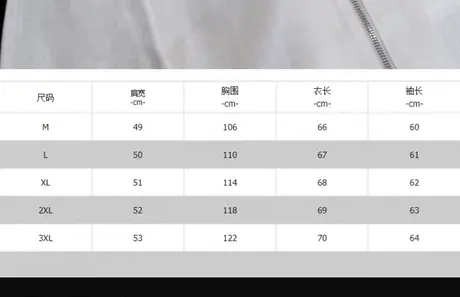 尺码 肩宽 胸围 衣长 袖长
-cm- -cm- -cm- -cm-
M 49 106 66 60
L 50 110 67 61
XL 51 114 68 62
2XL 52 118 69 63
3XL 53 122 70 64